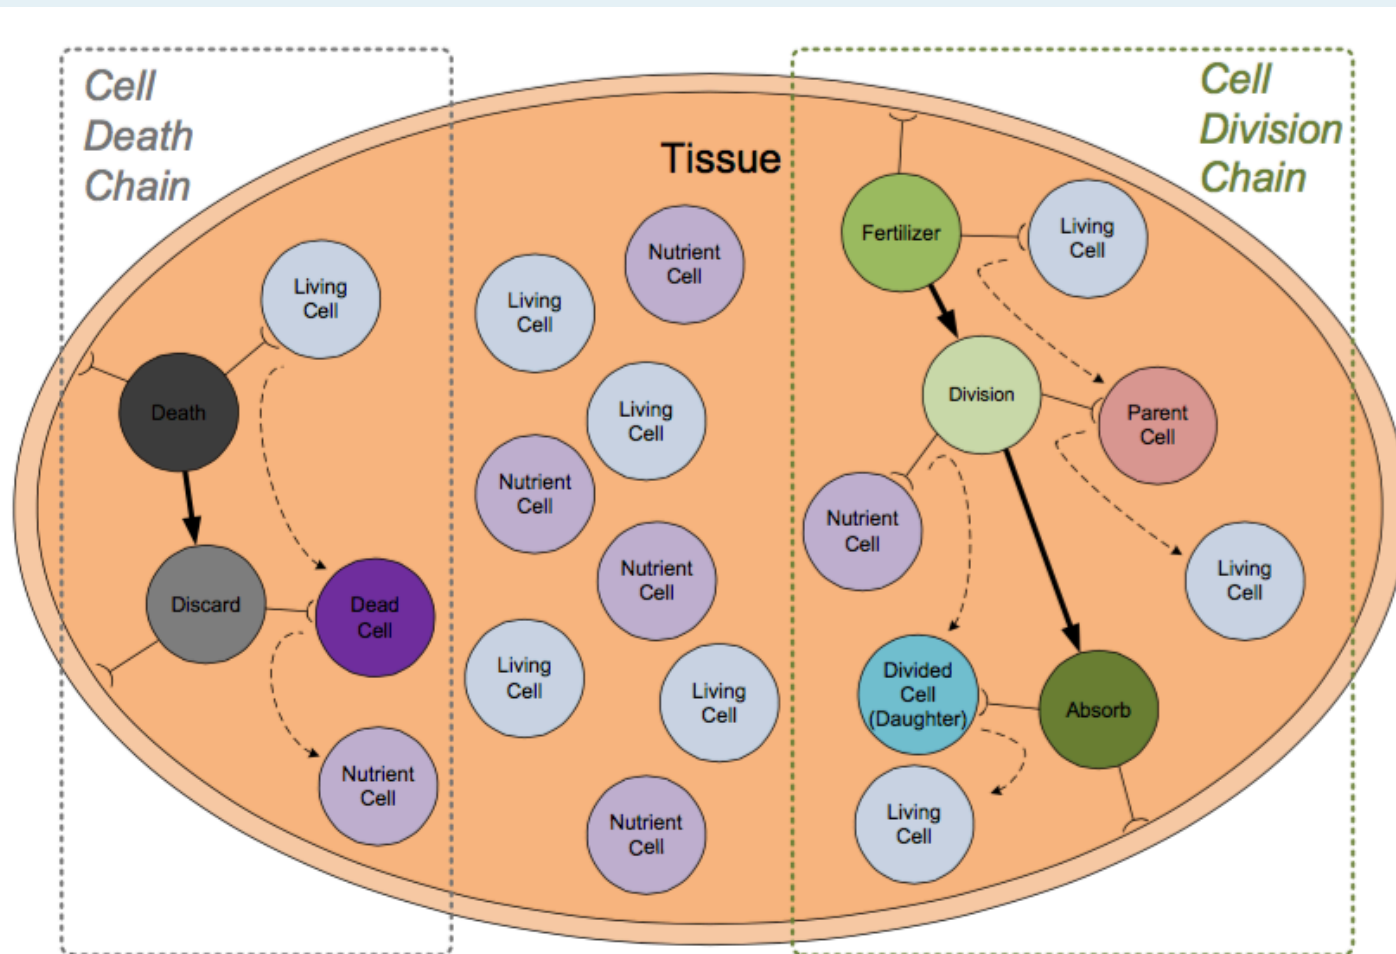 Cell
Death
Chain
Living
Cell
Death
Discard
Dead
Cell
Nutrient
Cell
Tissue
Nutrient
Cell
Living
Cell
Living
Cell
Nutrient
Cell
Nutrient
Cell
Living
Cell
Living
Cell
Nutrient
Cell
Cell
Division
Chain
Fertilizer
Living
Cell
Division
Parent
Cell
Nutrient
Cell
Living
Cell
Divided
Cell
(Daughter)
Absorb
Living
Cell